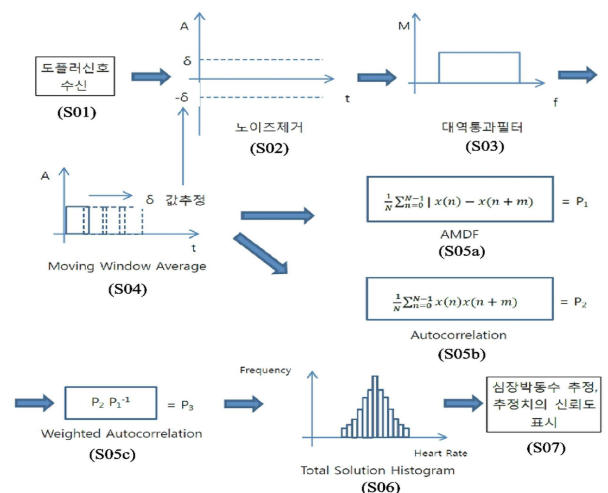 도플러신호
수신
(S01)
A
δ
-δ
t
노이즈제거
(S02)
M
f
대역통과필터
(S03)
A
δ 값추정
t
Moving Window Average
(S04)
1/N ∑_{n=0}^{N-1} | x(n) − x(n + m) = P₁
AMDF
(S05a)
1/N ∑_{n=0}^{N-1} x(n)x(n + m) = P₂
Autocorrelation
(S05b)
P₂ P₁⁻¹ = P₃
Weighted Autocorrelation
(S05c)
Frequency
Heart Rate
Total Solution Histogram
(S06)
심장박동수 추정,
추정치의 신뢰도
표시
(S07)